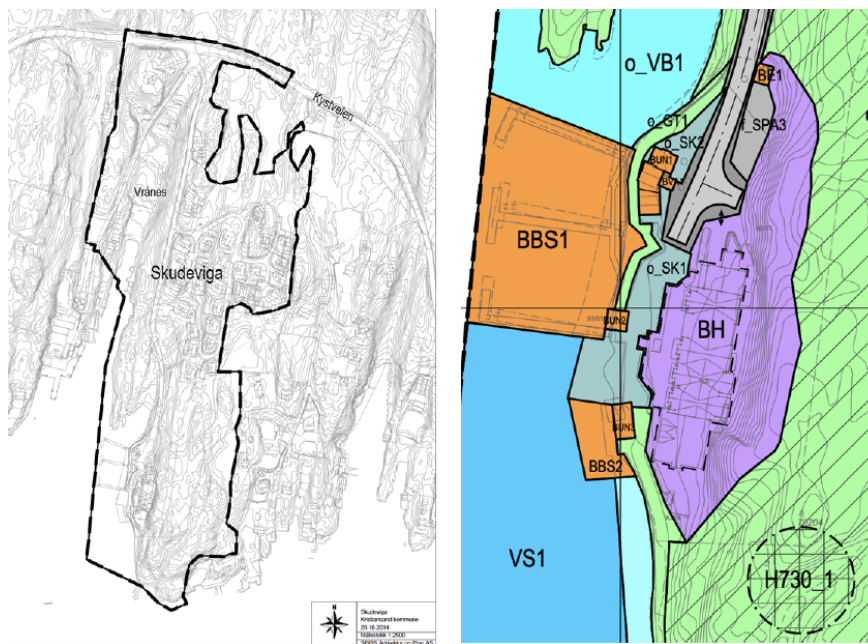 Kystveien
Vrånes
Skudeviga
Skudeviga
Kristiansand kommune
Målestokk 1:2500
o_VB1
BE1
o_GT1
f_SPA3
o_SK2
BUN1
BBS1
o_SK1
BUN2
BH
BUN3
BBS2
VS1
H730_1